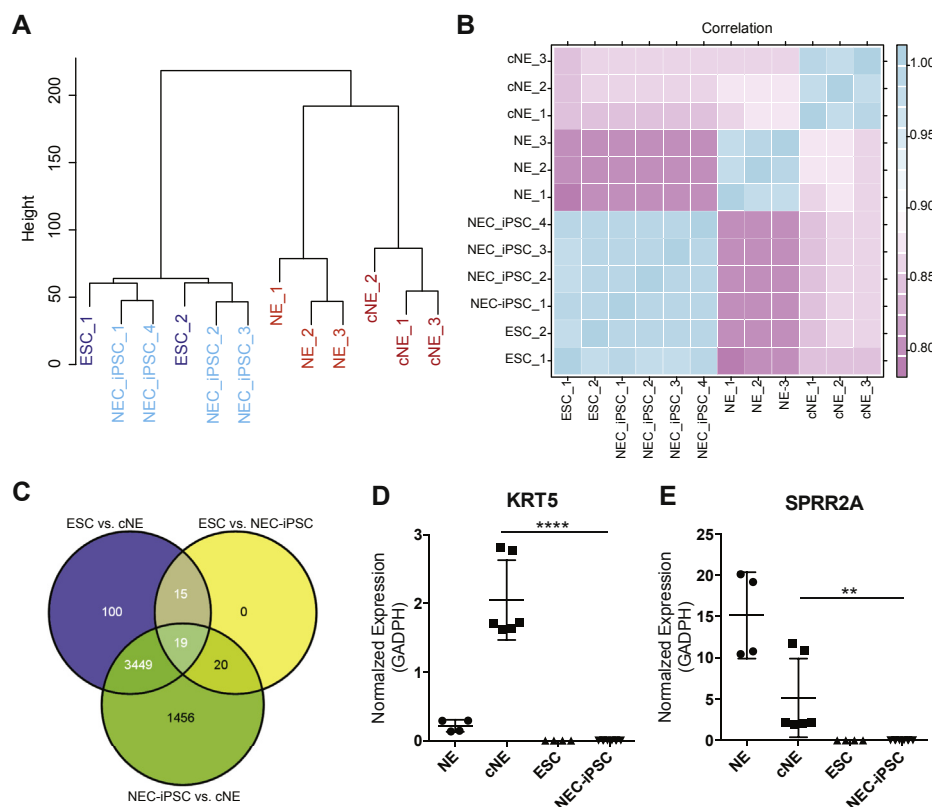 A
Height
0
50
100
150
200
ESC_1
NEC_iPSC_1
NEC_iPSC_4
ESC_2
NEC_iPSC_2
NEC_iPSC_3
NE_1
NE_2
NE_3
cNE_2
cNE_1
cNE_3
B
Correlation
cNE_3
cNE_2
cNE_1
NE_3
NE_2
NE_1
NEC_iPSC_4
NEC_iPSC_3
NEC_iPSC_2
NEC-iPSC_1
ESC_2
ESC_1
ESC_1
ESC_2
NEC_iPSC_1
NEC_iPSC_2
NEC_iPSC_3
NEC_iPSC_4
NE_1
NE_2
NE-3
cNE_1
cNE_2
cNE_3
1.00
0.95
0.90
0.85
0.80
C
ESC vs. cNE
ESC vs. NEC-iPSC
100
15
0
19
3449
20
1456
NEC-iPSC vs. cNE
D
KRT5
Normalized Expression
(GADPH)
3
2
1
0
****
NE
cNE
ESC
NEC-iPSC
E
SPRR2A
Normalized Expression
(GADPH)
25
20
15
10
5
0
**
NE
cNE
ESC
NEC-iPSC